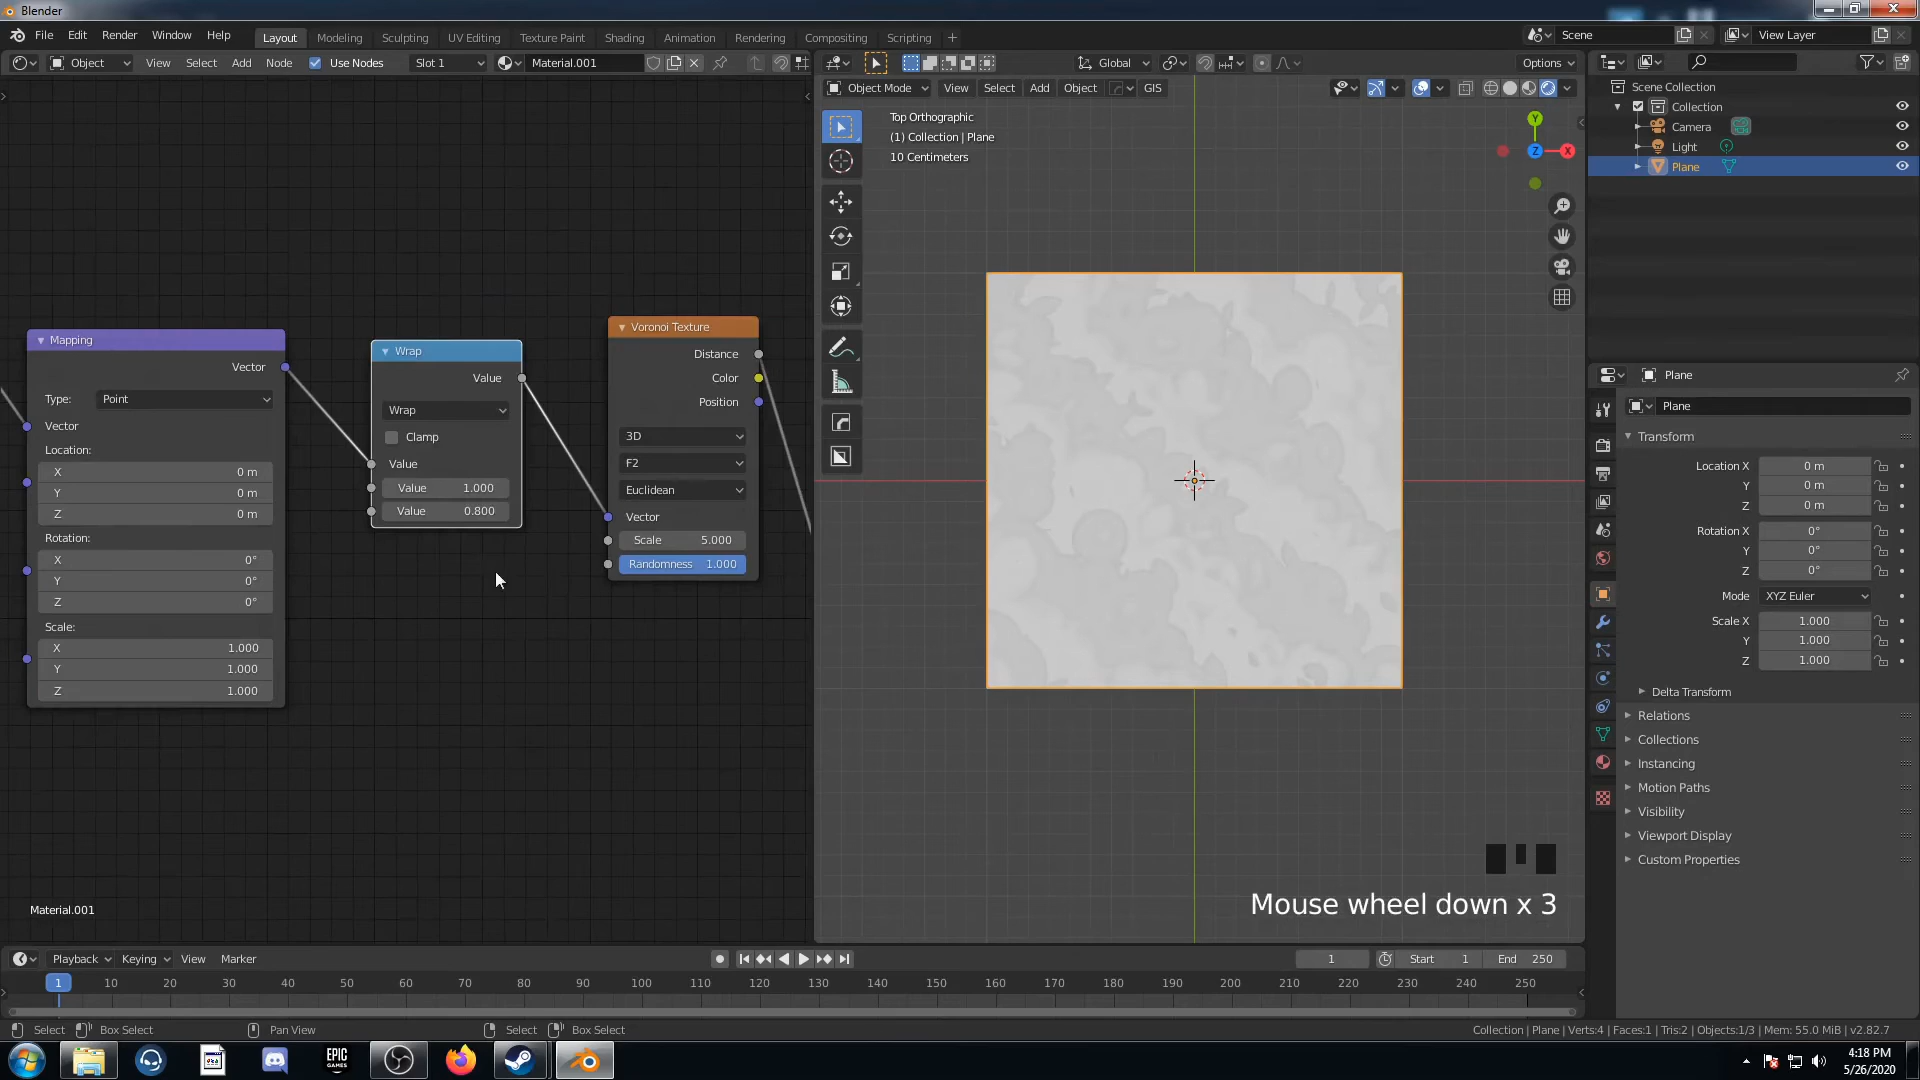 Blender
File Edit Render Window Help
Layout Modeling Sculpting UV Editing Texture Paint Shading Animation Rendering Compositing Scripting
Scene
View Layer
Object View Select Add Node Use Nodes Slot 1 Material.001
Global
Options
Object Mode View Select Add Object GIS
Top Orthographic
(1) Collection | Plane
10 Centimeters
Y
Z
X
Mapping
Vector
Type: Point
Vector
Location:
X 0 m
Y 0 m
Z 0 m
Rotation:
X 0°
Y 0°
Z 0°
Scale:
X 1.000
Y 1.000
Z 1.000
Wrap
Value
Wrap
Clamp
Value
Value 1.000
Value 0.800
Voronoi Texture
Distance
Color
Position
3D
F2
Euclidean
Vector
Scale 5.000
Randomness 1.000
Material.001
Mouse wheel down x 3
Scene Collection
Collection
Camera
Light
Plane
Plane
Plane
Transform
Location X 0 m
Y 0 m
Z 0 m
Rotation X 0°
Y 0°
Z 0°
Mode XYZ Euler
Scale X 1.000
Y 1.000
Z 1.000
Delta Transform
Relations
Collections
Instancing
Motion Paths
Visibility
Viewport Display
Custom Properties
Playback Keying View Marker
1 Start 1 End 250
1 10 20 30 40 50 60 70 80 90 100 110 120 130 140 150 160 170 180 190 200 210 220 230 240 250
Select Box Select Pan View Select Box Select
Collection | Plane | Verts:4 | Faces:1 | Tris:2 | Objects:1/3 | Mem: 55.0 MiB | v2.82.7
EPIC
GAMES
4:18 PM
5/26/2020